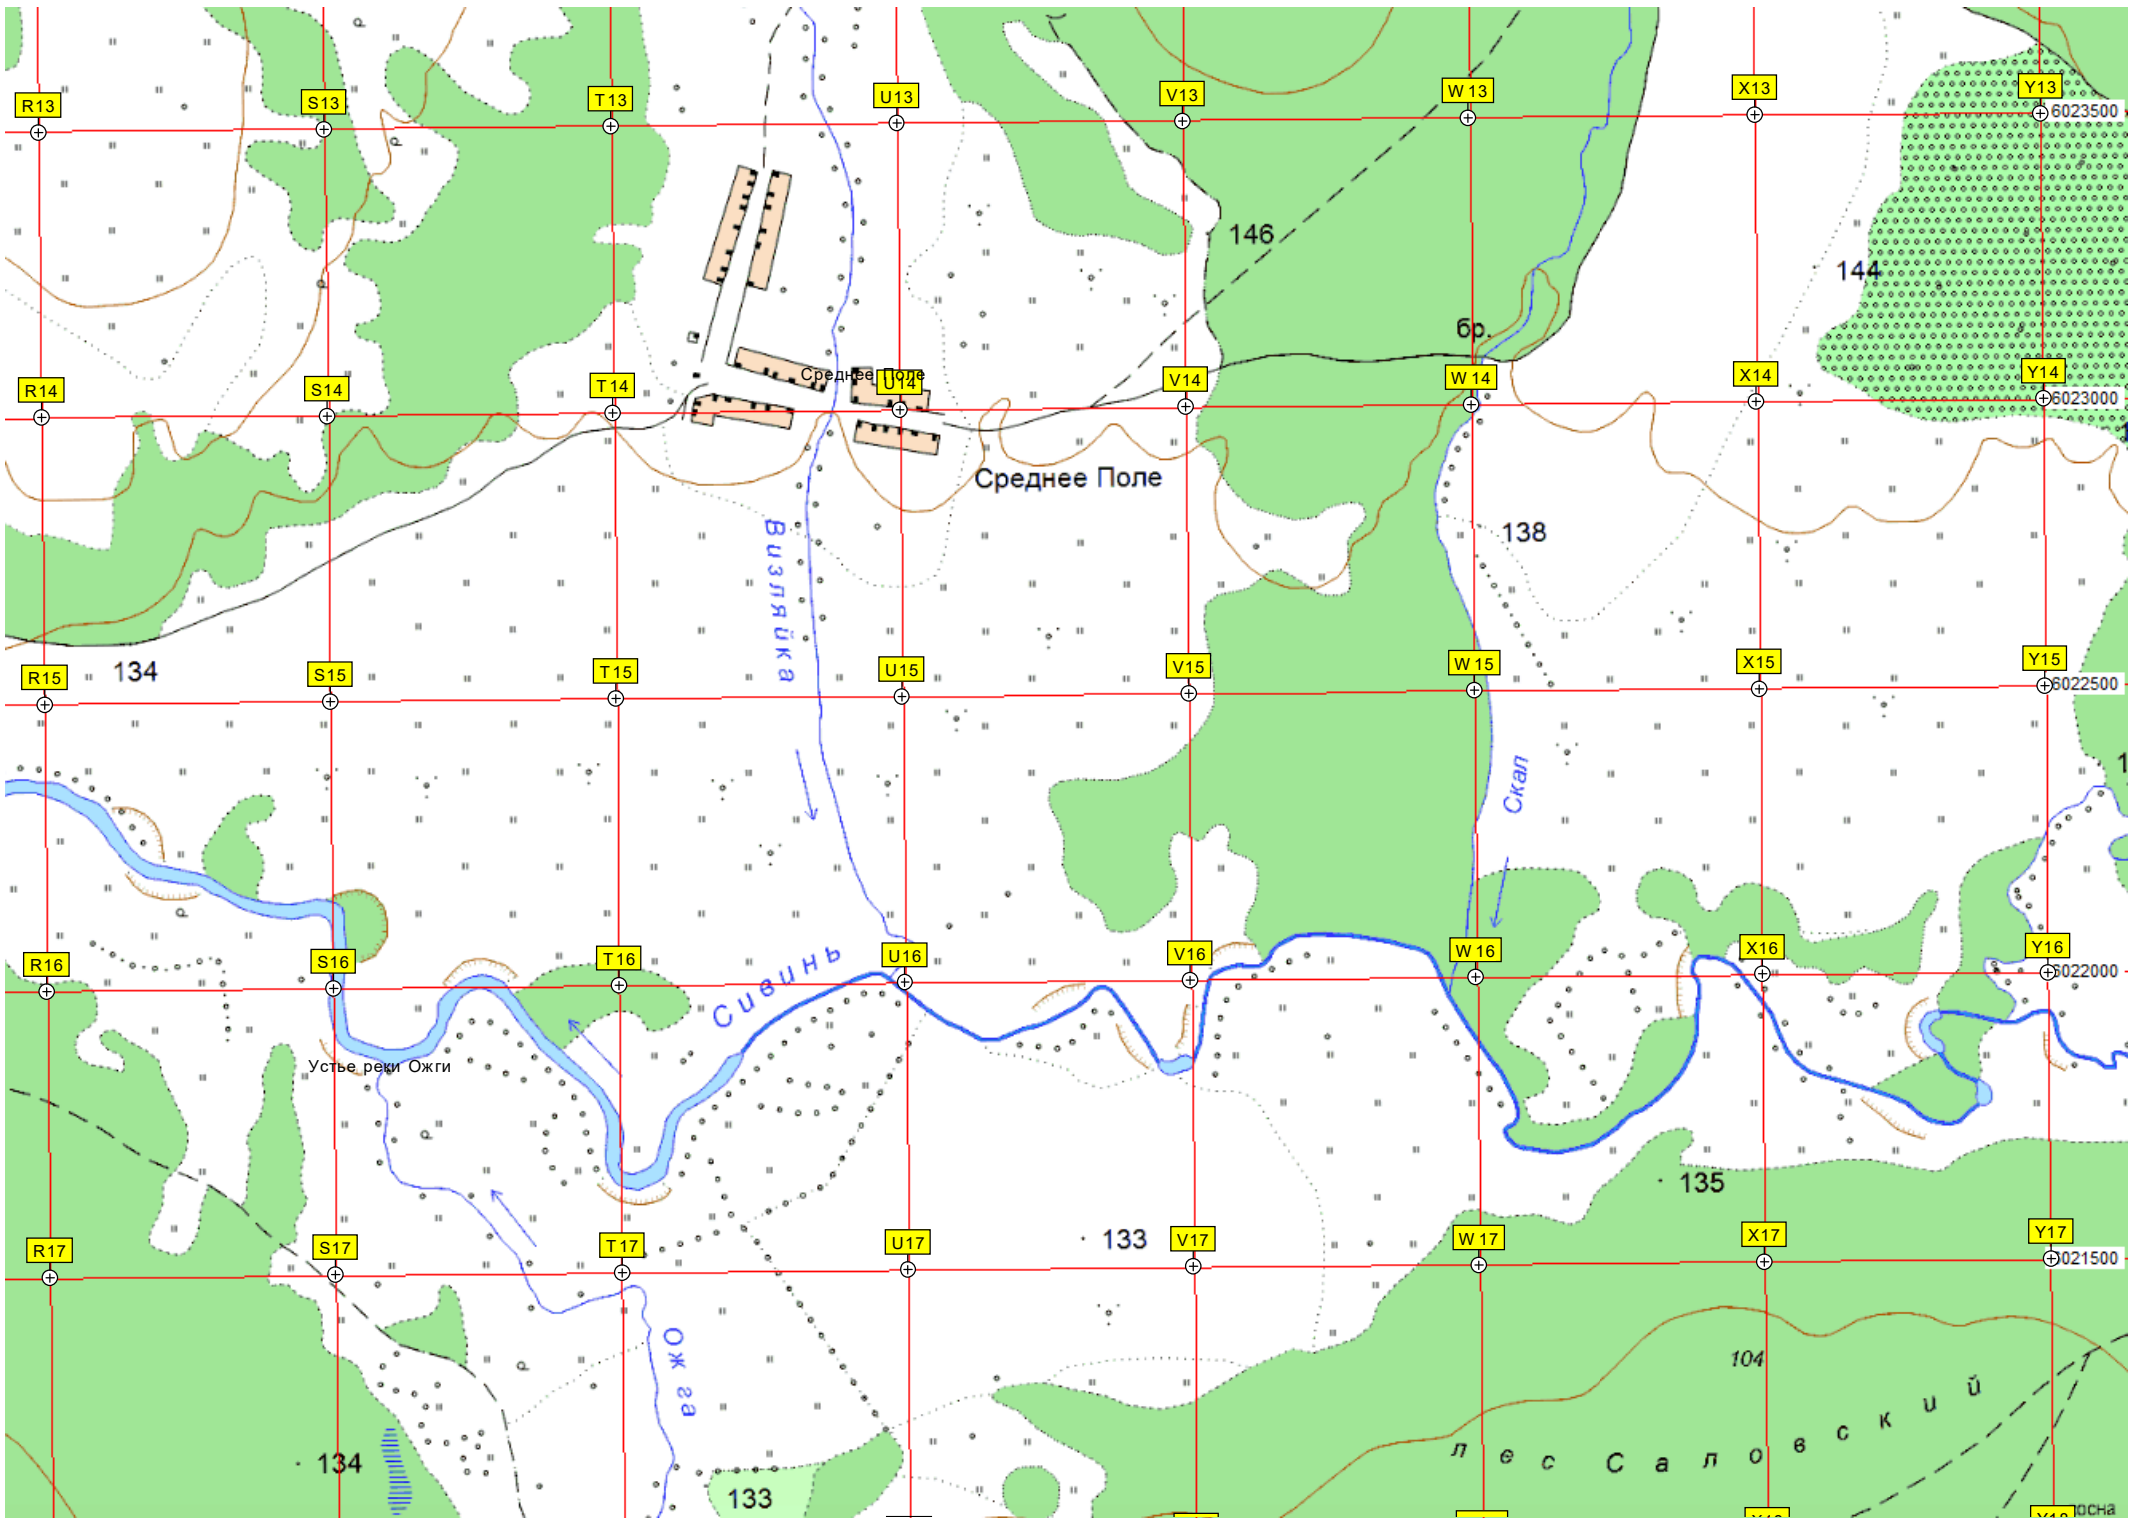 R13 S13 T13 U13 V13 W13 X13 Y13
6023500
146
144
бр.
Среднее Поле
R14 S14 T14 U14 V14 W14 X14 Y14
6023000
Среднее Поле
138
Визляйка
134
R15 S15 T15 U15 V15 W15 X15 Y15
6022500
Скал
R16 S16 T16 U16 V16 W16 X16 Y16
6022000
Сивинь
Устье реки Ожги
135
133
R17 S17 T17 U17 V17 W17 X17 Y17
6021500
Ожга
104
лес Саловский
134
133